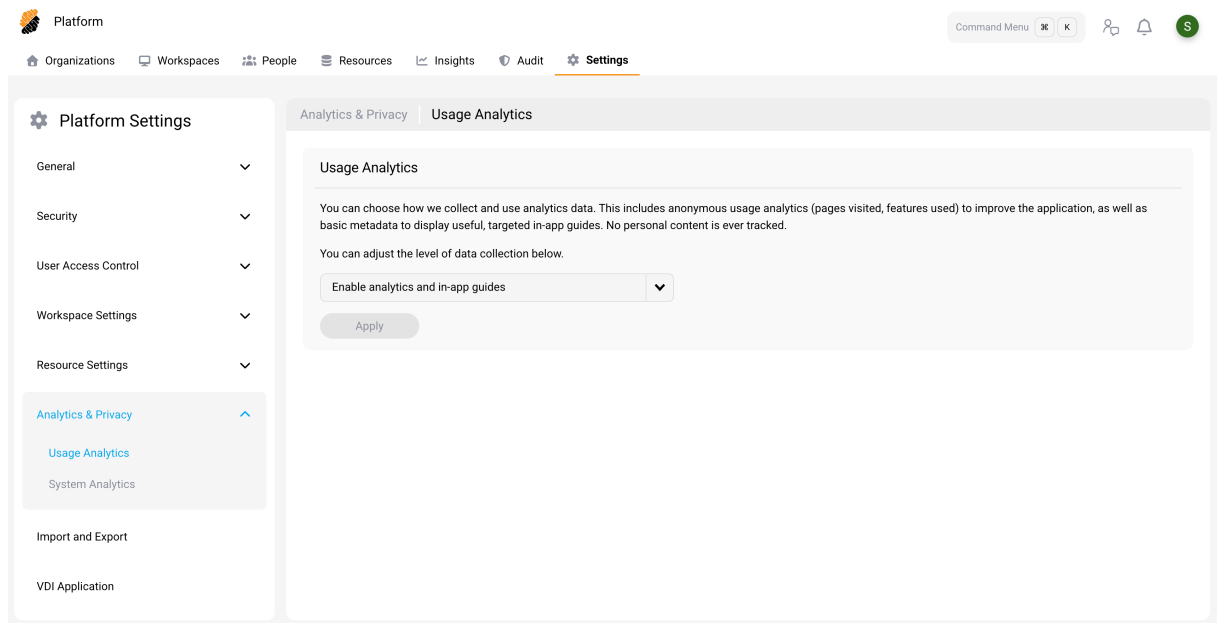 Platform
Command Menu ⌘ K
S
Organizations Workspaces People Resources Insights Audit Settings
Platform Settings
General
Security
User Access Control
Workspace Settings
Resource Settings
Analytics & Privacy
Usage Analytics
System Analytics
Import and Export
VDI Application
Analytics & Privacy Usage Analytics
Usage Analytics
You can choose how we collect and use analytics data. This includes anonymous usage analytics (pages visited, features used) to improve the application, as well as
basic metadata to display useful, targeted in-app guides. No personal content is ever tracked.
You can adjust the level of data collection below.
Enable analytics and in-app guides
Apply